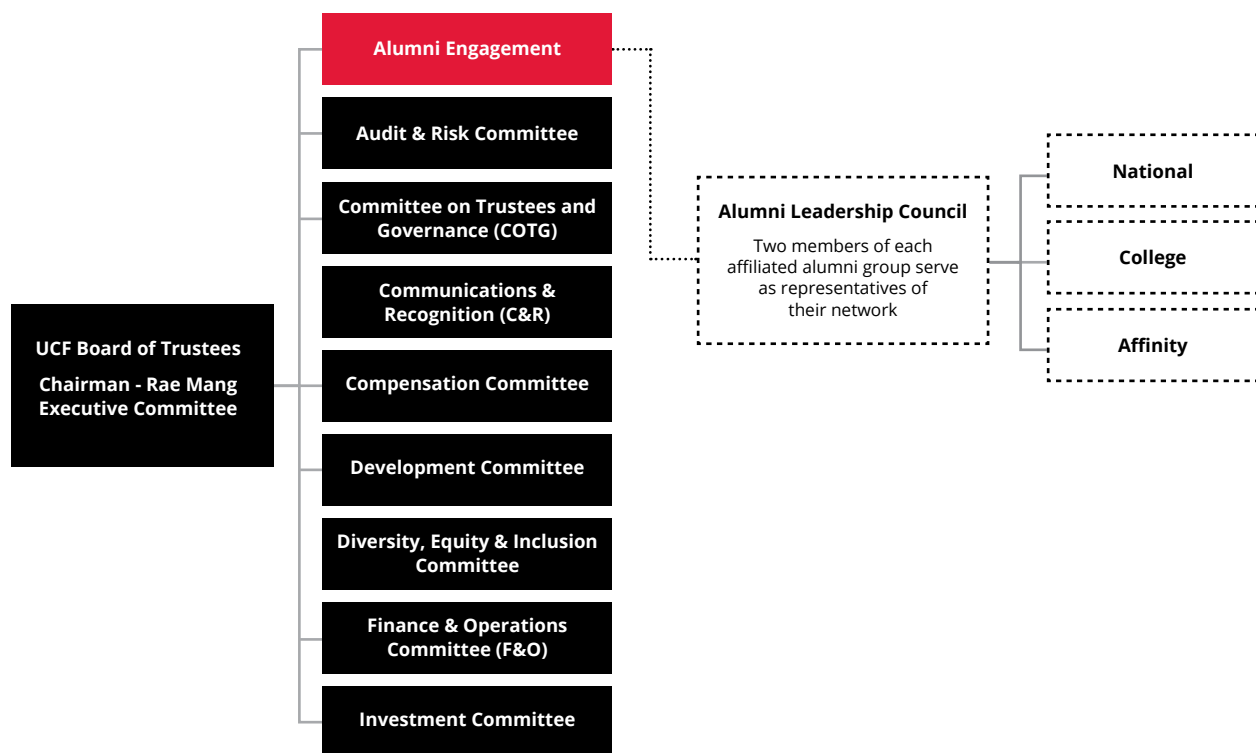 Alumni Engagement
Audit & Risk Committee
Committee on Trustees and
Governance (COTG)
Communications &
Recognition (C&R)
UCF Board of Trustees
Chairman - Rae Mang
Executive Committee
Compensation Committee
Development Committee
Diversity, Equity & Inclusion
Committee
Finance & Operations
Committee (F&O)
Investment Committee
Alumni Leadership Council
Two members of each
affiliated alumni group serve
as representatives of
their network
National
College
Affinity